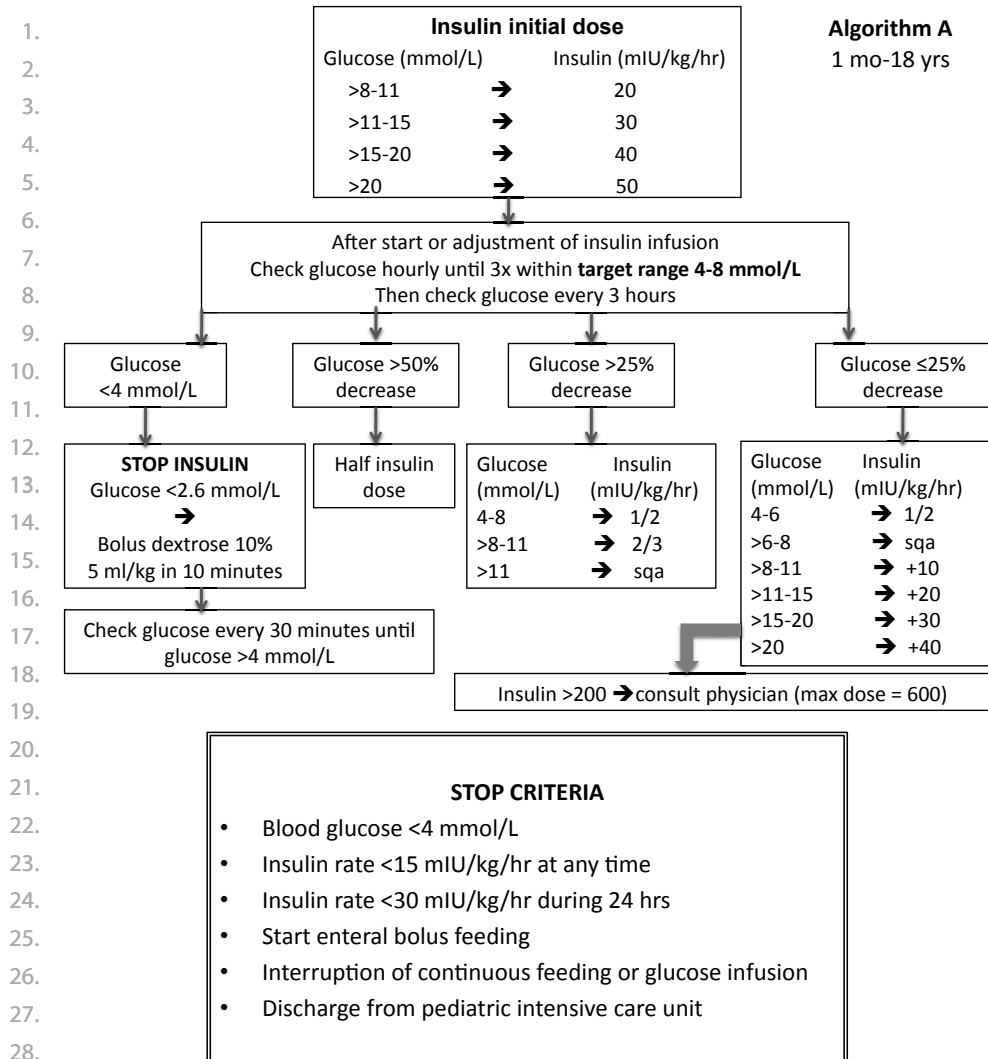 1.
2.
3.
4.
5.
6.
7.
8.
9.
10.
11.
12.
13.
14.
15.
16.
17.
18.
19.
20.
21.
22.
23.
24.
25.
26.
27.
28.
Insulin initial dose
Glucose (mmol/L) Insulin (mIU/kg/hr)
>8-11 ➔ 20
>11-15 ➔ 30
>15-20 ➔ 40
>20 ➔ 50
Algorithm A
1 mo-18 yrs
After start or adjustment of insulin infusion
Check glucose hourly until 3x within target range 4-8 mmol/L
Then check glucose every 3 hours
Glucose
<4 mmol/L
Glucose >50%
decrease
Glucose >25%
decrease
Glucose ≤25%
decrease
STOP INSULIN
Glucose <2.6 mmol/L
➔
Bolus dextrose 10%
5 ml/kg in 10 minutes
Half insulin
dose
Glucose Insulin
(mmol/L) (mIU/kg/hr)
4-8 ➔ 1/2
>8-11 ➔ 2/3
>11 ➔ sqa
Glucose Insulin
(mmol/L) (mIU/kg/hr)
4-6 ➔ 1/2
>6-8 ➔ sqa
>8-11 ➔ +10
>11-15 ➔ +20
>15-20 ➔ +30
>20 ➔ +40
Check glucose every 30 minutes until
glucose >4 mmol/L
Insulin >200 ➔ consult physician (max dose = 600)
STOP CRITERIA
• Blood glucose <4 mmol/L
• Insulin rate <15 mIU/kg/hr at any time
• Insulin rate <30 mIU/kg/hr during 24 hrs
• Start enteral bolus feeding
• Interruption of continuous feeding or glucose infusion
• Discharge from pediatric intensive care unit